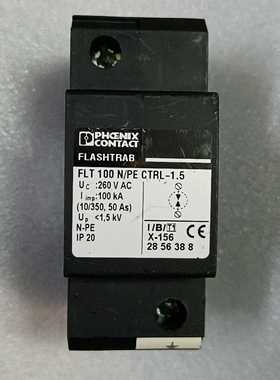 PHOENIX
CONTACT
FLASHTRAB
FLT 100 N/PE CTRL-1.5
UC :260 V AC
Iimp:100 kA
(10/350, 50 As)
Up <1,5 kV
N-PE I/B/T1
IP 20 X-156
28 56 38 8